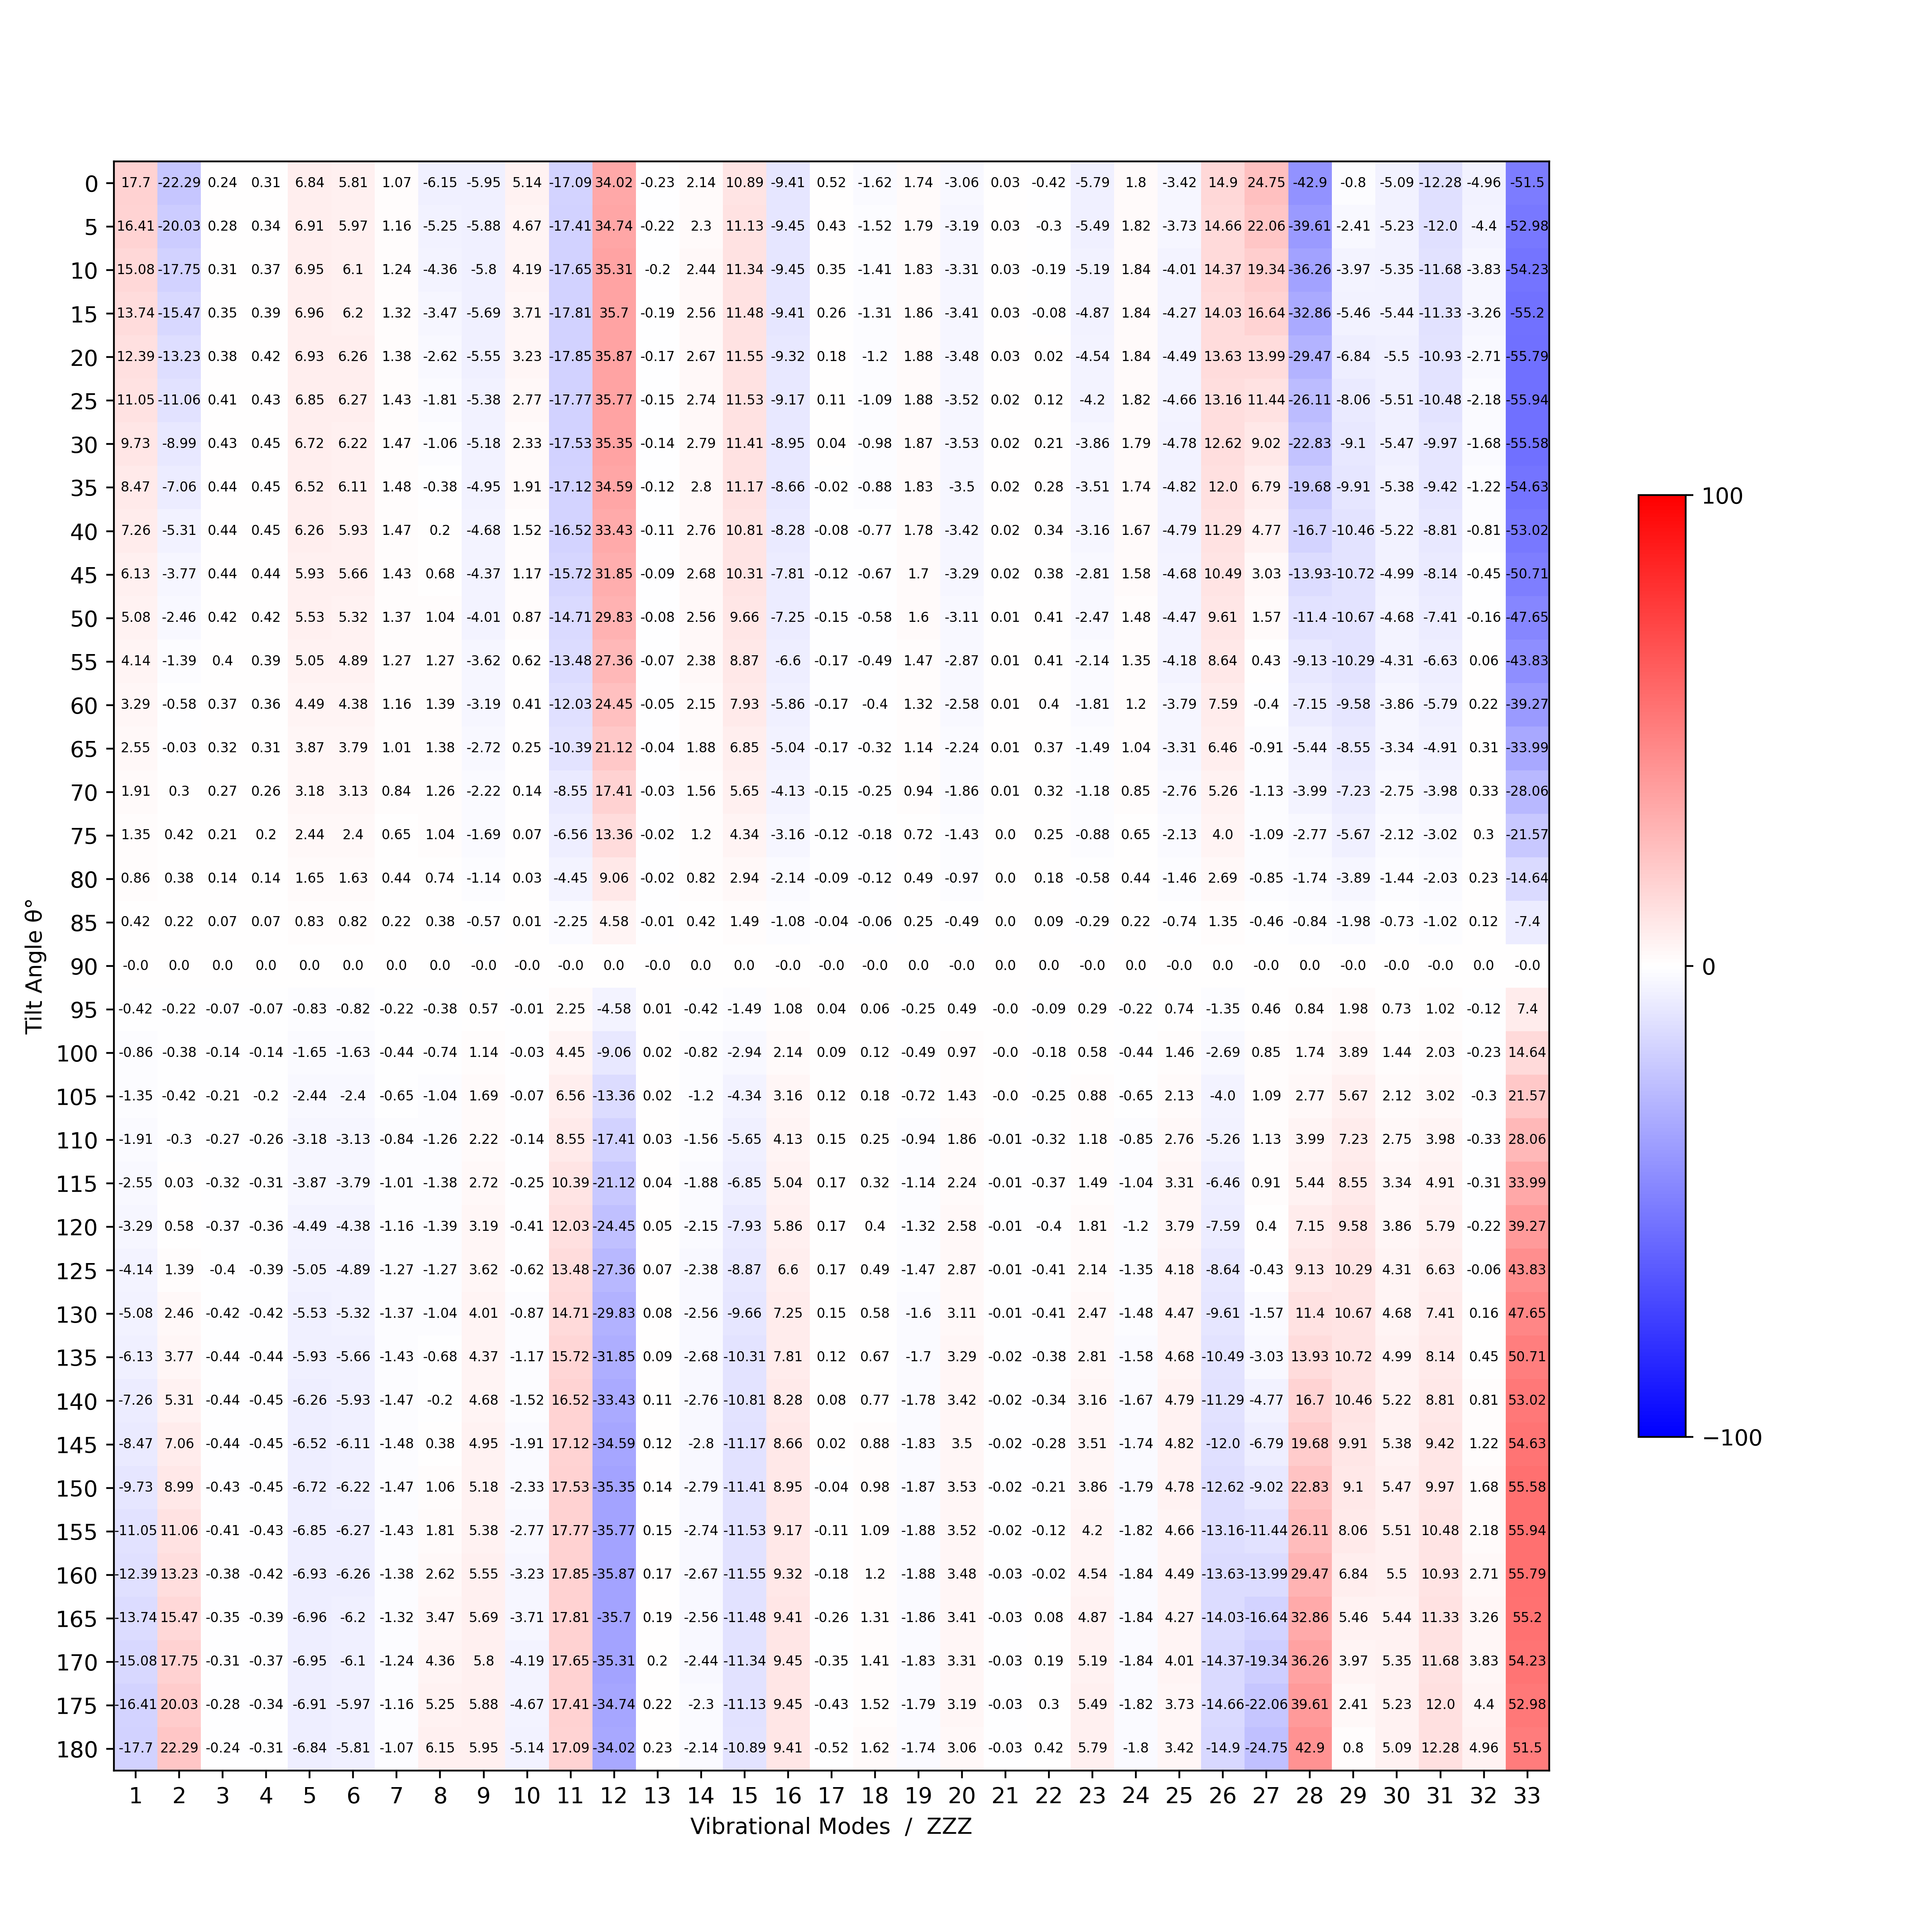 0 17.7 -22.29 0.24 0.31 6.84 5.81 1.07 -6.15 -5.95 5.14 -17.09 34.02 -0.23 2.14 10.89 -9.41 0.52 -1.62 1.74 -3.06 0.03 -0.42 -5.79 1.8 -3.42 14.9 24.75 -42.9 -0.8 -5.09 -12.28 -4.96 -51.5
5 16.41 -20.03 0.28 0.34 6.91 5.97 1.16 -5.25 -5.88 4.67 -17.41 34.74 -0.22 2.3 11.13 -9.45 0.43 -1.52 1.79 -3.19 0.03 -0.3 -5.49 1.82 -3.73 14.66 22.06 -39.61 -2.41 -5.23 -12.0 -4.4 -52.98
10 15.08 -17.75 0.31 0.37 6.95 6.1 1.24 -4.36 -5.8 4.19 -17.65 35.31 -0.2 2.44 11.34 -9.45 0.35 -1.41 1.83 -3.31 0.03 -0.19 -5.19 1.84 -4.01 14.37 19.34 -36.26 -3.97 -5.35 -11.68 -3.83 -54.23
15 13.74 -15.47 0.35 0.39 6.96 6.2 1.32 -3.47 -5.69 3.71 -17.81 35.7 -0.19 2.56 11.48 -9.41 0.26 -1.31 1.86 -3.41 0.03 -0.08 -4.87 1.84 -4.27 14.03 16.64 -32.86 -5.46 -5.44 -11.33 -3.26 -55.2
20 12.39 -13.23 0.38 0.42 6.93 6.26 1.38 -2.62 -5.55 3.23 -17.85 35.87 -0.17 2.67 11.55 -9.32 0.18 -1.2 1.88 -3.48 0.03 0.02 -4.54 1.84 -4.49 13.63 13.99 -29.47 -6.84 -5.5 -10.93 -2.71 -55.79
25 11.05 -11.06 0.41 0.43 6.85 6.27 1.43 -1.81 -5.38 2.77 -17.77 35.77 -0.15 2.74 11.53 -9.17 0.11 -1.09 1.88 -3.52 0.02 0.12 -4.2 1.82 -4.66 13.16 11.44 -26.11 -8.06 -5.51 -10.48 -2.18 -55.94
30 9.73 -8.99 0.43 0.45 6.72 6.22 1.47 -1.06 -5.18 2.33 -17.53 35.35 -0.14 2.79 11.41 -8.95 0.04 -0.98 1.87 -3.53 0.02 0.21 -3.86 1.79 -4.78 12.62 9.02 -22.83 -9.1 -5.47 -9.97 -1.68 -55.58
35 8.47 -7.06 0.44 0.45 6.52 6.11 1.48 -0.38 -4.95 1.91 -17.12 34.59 -0.12 2.8 11.17 -8.66 -0.02 -0.88 1.83 -3.5 0.02 0.28 -3.51 1.74 -4.82 12.0 6.79 -19.68 -9.91 -5.38 -9.42 -1.22 -54.63
40 7.26 -5.31 0.44 0.45 6.26 5.93 1.47 0.2 -4.68 1.52 -16.52 33.43 -0.11 2.76 10.81 -8.28 -0.08 -0.77 1.78 -3.42 0.02 0.34 -3.16 1.67 -4.79 11.29 4.77 -16.7 -10.46 -5.22 -8.81 -0.81 -53.02
45 6.13 -3.77 0.44 0.44 5.93 5.66 1.43 0.68 -4.37 1.17 -15.72 31.85 -0.09 2.68 10.31 -7.81 -0.12 -0.67 1.7 -3.29 0.02 0.38 -2.81 1.58 -4.68 10.49 3.03 -13.93 -10.72 -4.99 -8.14 -0.45 -50.71
50 5.08 -2.46 0.42 0.42 5.53 5.32 1.37 1.04 -4.01 0.87 -14.71 29.83 -0.08 2.56 9.66 -7.25 -0.15 -0.58 1.6 -3.11 0.01 0.41 -2.47 1.48 -4.47 9.61 1.57 -11.4 -10.67 -4.68 -7.41 -0.16 -47.65
55 4.14 -1.39 0.4 0.39 5.05 4.89 1.27 1.27 -3.62 0.62 -13.48 27.36 -0.07 2.38 8.87 -6.6 -0.17 -0.49 1.47 -2.87 0.01 0.41 -2.14 1.35 -4.18 8.64 0.43 -9.13 -10.29 -4.31 -6.63 0.06 -43.83
60 3.29 -0.58 0.37 0.36 4.49 4.38 1.16 1.39 -3.19 0.41 -12.03 24.45 -0.05 2.15 7.93 -5.86 -0.17 -0.4 1.32 -2.58 0.01 0.4 -1.81 1.2 -3.79 7.59 -0.4 -7.15 -9.58 -3.86 -5.79 0.22 -39.27
65 2.55 -0.03 0.32 0.31 3.87 3.79 1.01 1.38 -2.72 0.25 -10.39 21.12 -0.04 1.88 6.85 -5.04 -0.17 -0.32 1.14 -2.24 0.01 0.37 -1.49 1.04 -3.31 6.46 -0.91 -5.44 -8.55 -3.34 -4.91 0.31 -33.99
70 1.91 0.3 0.27 0.26 3.18 3.13 0.84 1.26 -2.22 0.14 -8.55 17.41 -0.03 1.56 5.65 -4.13 -0.15 -0.25 0.94 -1.86 0.01 0.32 -1.18 0.85 -2.76 5.26 -1.13 -3.99 -7.23 -2.75 -3.98 0.33 -28.06
75 1.35 0.42 0.21 0.2 2.44 2.4 0.65 1.04 -1.69 0.07 -6.56 13.36 -0.02 1.2 4.34 -3.16 -0.12 -0.18 0.72 -1.43 0.0 0.25 -0.88 0.65 -2.13 4.0 -1.09 -2.77 -5.67 -2.12 -3.02 0.3 -21.57
80 0.86 0.38 0.14 0.14 1.65 1.63 0.44 0.74 -1.14 0.03 -4.45 9.06 -0.02 0.82 2.94 -2.14 -0.09 -0.12 0.49 -0.97 0.0 0.18 -0.58 0.44 -1.46 2.69 -0.85 -1.74 -3.89 -1.44 -2.03 0.23 -14.64
85 0.42 0.22 0.07 0.07 0.83 0.82 0.22 0.38 -0.57 0.01 -2.25 4.58 -0.01 0.42 1.49 -1.08 -0.04 -0.06 0.25 -0.49 0.0 0.09 -0.29 0.22 -0.74 1.35 -0.46 -0.84 -1.98 -0.73 -1.02 0.12 -7.4
90 -0.0 0.0 0.0 0.0 0.0 0.0 0.0 0.0 -0.0 -0.0 -0.0 0.0 -0.0 0.0 0.0 -0.0 -0.0 -0.0 0.0 -0.0 0.0 0.0 -0.0 0.0 -0.0 0.0 -0.0 0.0 -0.0 -0.0 -0.0 0.0 -0.0
95 -0.42 -0.22 -0.07 -0.07 -0.83 -0.82 -0.22 -0.38 0.57 -0.01 2.25 -4.58 0.01 -0.42 -1.49 1.08 0.04 0.06 -0.25 0.49 -0.0 -0.09 0.29 -0.22 0.74 -1.35 0.46 0.84 1.98 0.73 1.02 -0.12 7.4
100 -0.86 -0.38 -0.14 -0.14 -1.65 -1.63 -0.44 -0.74 1.14 -0.03 4.45 -9.06 0.02 -0.82 -2.94 2.14 0.09 0.12 -0.49 0.97 -0.0 -0.18 0.58 -0.44 1.46 -2.69 0.85 1.74 3.89 1.44 2.03 -0.23 14.64
105 -1.35 -0.42 -0.21 -0.2 -2.44 -2.4 -0.65 -1.04 1.69 -0.07 6.56 -13.36 0.02 -1.2 -4.34 3.16 0.12 0.18 -0.72 1.43 -0.0 -0.25 0.88 -0.65 2.13 -4.0 1.09 2.77 5.67 2.12 3.02 -0.3 21.57
110 -1.91 -0.3 -0.27 -0.26 -3.18 -3.13 -0.84 -1.26 2.22 -0.14 8.55 -17.41 0.03 -1.56 -5.65 4.13 0.15 0.25 -0.94 1.86 -0.01 -0.32 1.18 -0.85 2.76 -5.26 1.13 3.99 7.23 2.75 3.98 -0.33 28.06
115 -2.55 0.03 -0.32 -0.31 -3.87 -3.79 -1.01 -1.38 2.72 -0.25 10.39 -21.12 0.04 -1.88 -6.85 5.04 0.17 0.32 -1.14 2.24 -0.01 -0.37 1.49 -1.04 3.31 -6.46 0.91 5.44 8.55 3.34 4.91 -0.31 33.99
120 -3.29 0.58 -0.37 -0.36 -4.49 -4.38 -1.16 -1.39 3.19 -0.41 12.03 -24.45 0.05 -2.15 -7.93 5.86 0.17 0.4 -1.32 2.58 -0.01 -0.4 1.81 -1.2 3.79 -7.59 0.4 7.15 9.58 3.86 5.79 -0.22 39.27
125 -4.14 1.39 -0.4 -0.39 -5.05 -4.89 -1.27 -1.27 3.62 -0.62 13.48 -27.36 0.07 -2.38 -8.87 6.6 0.17 0.49 -1.47 2.87 -0.01 -0.41 2.14 -1.35 4.18 -8.64 -0.43 9.13 10.29 4.31 6.63 -0.06 43.83
130 -5.08 2.46 -0.42 -0.42 -5.53 -5.32 -1.37 -1.04 4.01 -0.87 14.71 -29.83 0.08 -2.56 -9.66 7.25 0.15 0.58 -1.6 3.11 -0.01 -0.41 2.47 -1.48 4.47 -9.61 -1.57 11.4 10.67 4.68 7.41 0.16 47.65
135 -6.13 3.77 -0.44 -0.44 -5.93 -5.66 -1.43 -0.68 4.37 -1.17 15.72 -31.85 0.09 -2.68 -10.31 7.81 0.12 0.67 -1.7 3.29 -0.02 -0.38 2.81 -1.58 4.68 -10.49 -3.03 13.93 10.72 4.99 8.14 0.45 50.71
140 -7.26 5.31 -0.44 -0.45 -6.26 -5.93 -1.47 -0.2 4.68 -1.52 16.52 -33.43 0.11 -2.76 -10.81 8.28 0.08 0.77 -1.78 3.42 -0.02 -0.34 3.16 -1.67 4.79 -11.29 -4.77 16.7 10.46 5.22 8.81 0.81 53.02
145 -8.47 7.06 -0.44 -0.45 -6.52 -6.11 -1.48 0.38 4.95 -1.91 17.12 -34.59 0.12 -2.8 -11.17 8.66 0.02 0.88 -1.83 3.5 -0.02 -0.28 3.51 -1.74 4.82 -12.0 -6.79 19.68 9.91 5.38 9.42 1.22 54.63
150 -9.73 8.99 -0.43 -0.45 -6.72 -6.22 -1.47 1.06 5.18 -2.33 17.53 -35.35 0.14 -2.79 -11.41 8.95 -0.04 0.98 -1.87 3.53 -0.02 -0.21 3.86 -1.79 4.78 -12.62 -9.02 22.83 9.1 5.47 9.97 1.68 55.58
155 -11.05 11.06 -0.41 -0.43 -6.85 -6.27 -1.43 1.81 5.38 -2.77 17.77 -35.77 0.15 -2.74 -11.53 9.17 -0.11 1.09 -1.88 3.52 -0.02 -0.12 4.2 -1.82 4.66 -13.16 -11.44 26.11 8.06 5.51 10.48 2.18 55.94
160 -12.39 13.23 -0.38 -0.42 -6.93 -6.26 -1.38 2.62 5.55 -3.23 17.85 -35.87 0.17 -2.67 -11.55 9.32 -0.18 1.2 -1.88 3.48 -0.03 -0.02 4.54 -1.84 4.49 -13.63 -13.99 29.47 6.84 5.5 10.93 2.71 55.79
165 -13.74 15.47 -0.35 -0.39 -6.96 -6.2 -1.32 3.47 5.69 -3.71 17.81 -35.7 0.19 -2.56 -11.48 9.41 -0.26 1.31 -1.86 3.41 -0.03 0.08 4.87 -1.84 4.27 -14.03 -16.64 32.86 5.46 5.44 11.33 3.26 55.2
170 -15.08 17.75 -0.31 -0.37 -6.95 -6.1 -1.24 4.36 5.8 -4.19 17.65 -35.31 0.2 -2.44 -11.34 9.45 -0.35 1.41 -1.83 3.31 -0.03 0.19 5.19 -1.84 4.01 -14.37 -19.34 36.26 3.97 5.35 11.68 3.83 54.23
175 -16.41 20.03 -0.28 -0.34 -6.91 -5.97 -1.16 5.25 5.88 -4.67 17.41 -34.74 0.22 -2.3 -11.13 9.45 -0.43 1.52 -1.79 3.19 -0.03 0.3 5.49 -1.82 3.73 -14.66 -22.06 39.61 2.41 5.23 12.0 4.4 52.98
180 -17.7 22.29 -0.24 -0.31 -6.84 -5.81 -1.07 6.15 5.95 -5.14 17.09 -34.02 0.23 -2.14 -10.89 9.41 -0.52 1.62 -1.74 3.06 -0.03 0.42 5.79 -1.8 3.42 -14.9 -24.75 42.9 0.8 5.09 12.28 4.96 51.5
1 2 3 4 5 6 7 8 9 10 11 12 13 14 15 16 17 18 19 20 21 22 23 24 25 26 27 28 29 30 31 32 33
Vibrational Modes / ZZZ
Tilt Angle θ°
100
0
−100